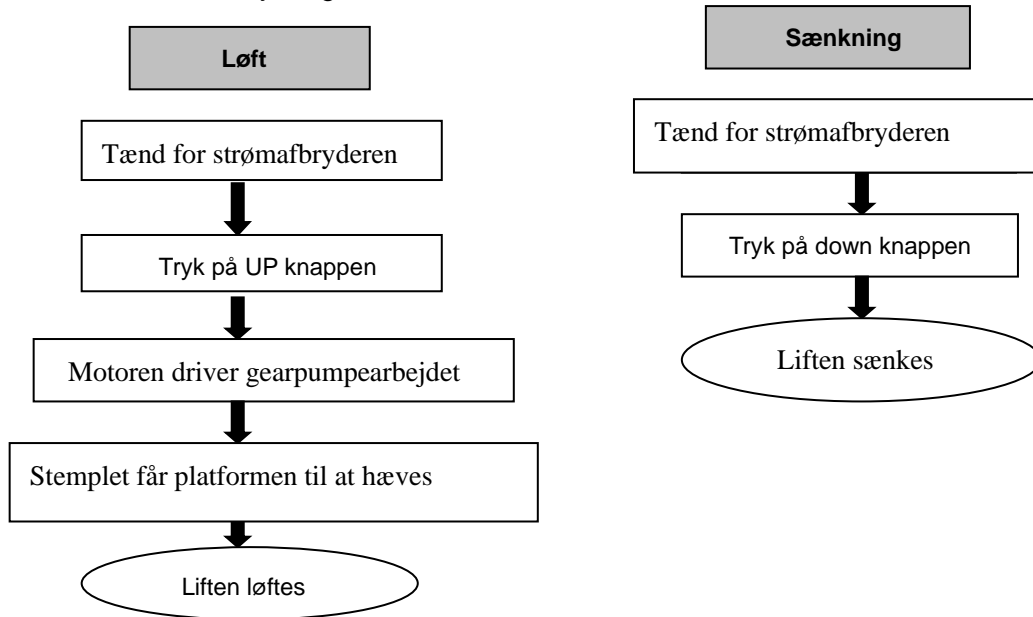 Løft
Tænd for strømafbryderen
Tryk på UP knappen
Motoren driver gearpumpearbejdet
Stemplet får platformen til at hæves
Liften løftes
Sænkning
Tænd for strømafbryderen
Tryk på down knappen
Liften sænkes